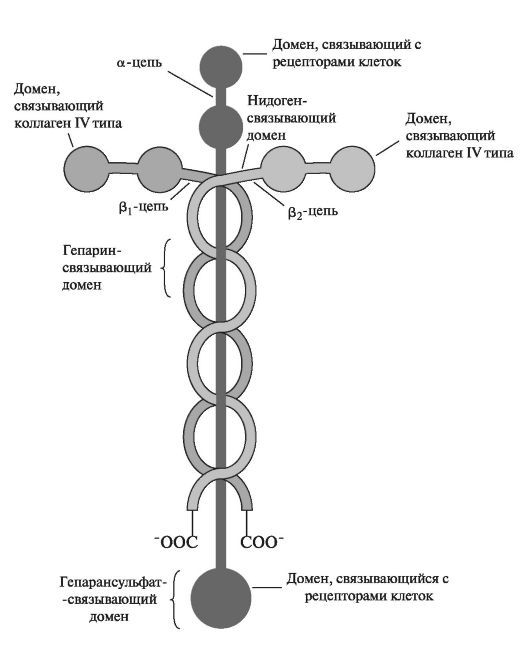 Домен, связывающий с
рецепторами клеток
α-цепь
Домен,
связывающий
коллаген IV типа
Нидоген-
связывающий
домен
Домен,
связывающий
коллаген IV типа
β₁-цепь
β₂-цепь
Гепарин-
связывающий
домен
⁻OOC
COO⁻
Гепарансульфат-
-связывающий
домен
Домен, связывающийся с
рецепторами клеток